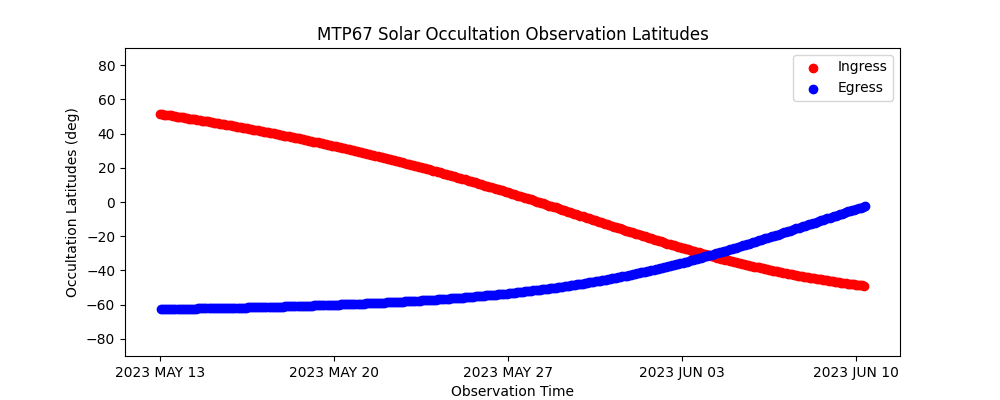 MTP67 Solar Occultation Observation Latitudes
Ingress
Egress
Occultation Latitudes (deg)
80
60
40
20
0
−20
−40
−60
−80
2023 MAY 13 2023 MAY 20 2023 MAY 27 2023 JUN 03 2023 JUN 10
Observation Time